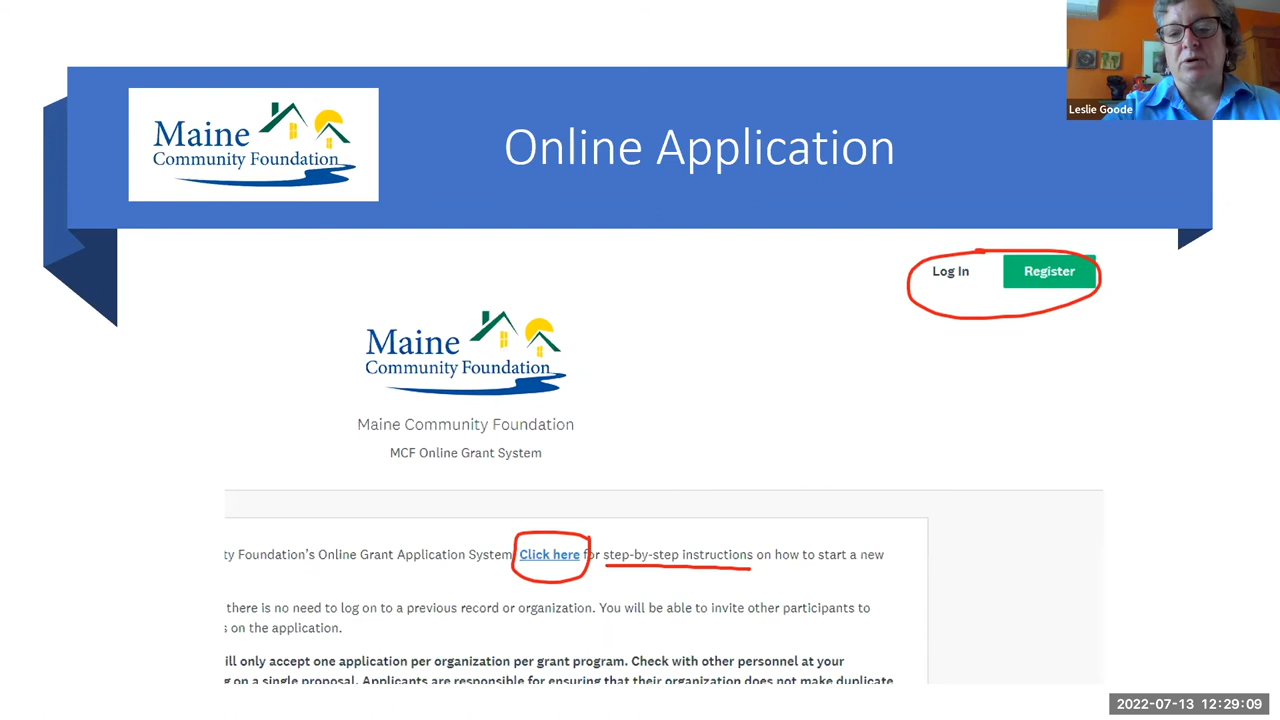 Leslie Goode
Maine
Community Foundation
Online Application
Log In
Register
Maine
Community Foundation
Maine Community Foundation
MCF Online Grant System
ty Foundation's Online Grant Application System Click here for step-by-step instructions on how to start a new
there is no need to log on to a previous record or organization. You will be able to invite other participants to
s on the application.
ill only accept one application per organization per grant program. Check with other personnel at your
g on a single proposal. Applicants are responsible for ensuring that their organization does not make duplicate
2022-07-13 12:29:09